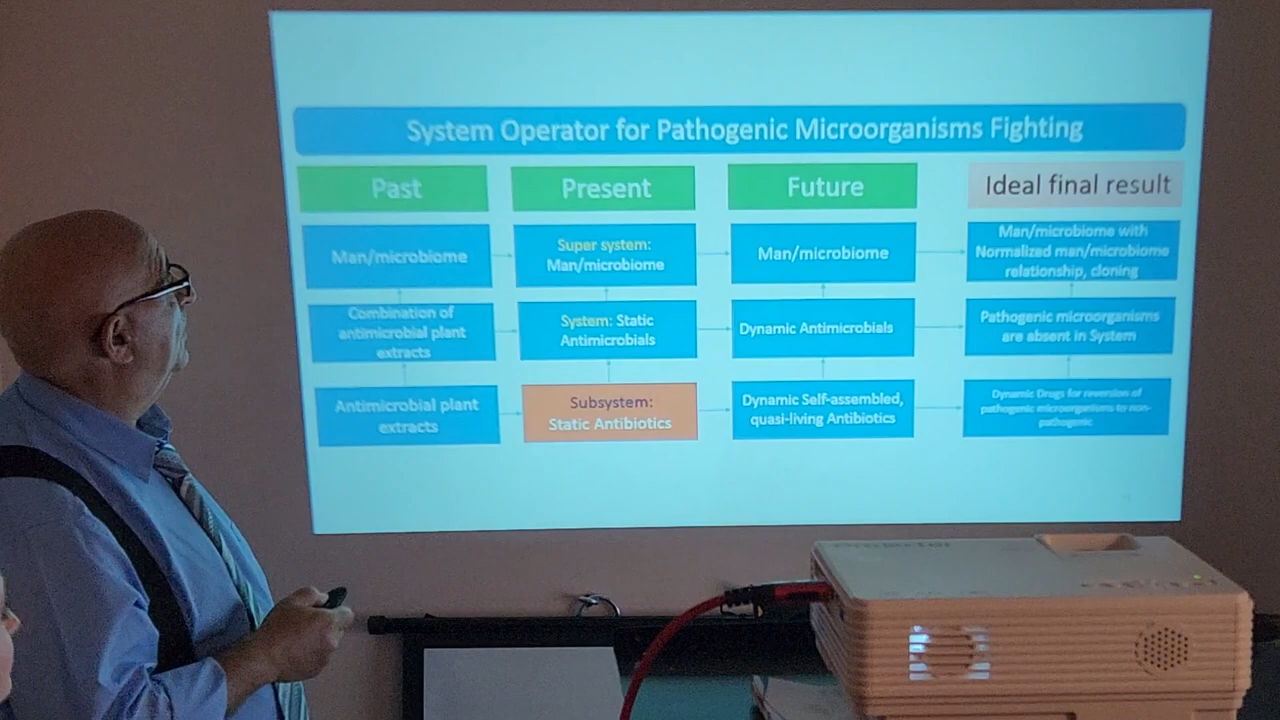 System Operator for Pathogenic Microorganisms Fighting
Past
Present
Future
Ideal final result
Man/microbiome
Super system:
Man/microbiome
Man/microbiome
Man/microbiome with
Normalized man/microbiome
relationship, cloning
Combination of
antimicrobial plant
extracts
System: Static
Antimicrobials
Dynamic Antimicrobials
Pathogenic microorganisms
are absent in System
Antimicrobial plant
extracts
Subsystem:
Static Antibiotics
Dynamic Self-assembled,
quasi-living Antibiotics
Dynamic Drugs for reversion of
pathogenic microorganisms to non-
pathogenic